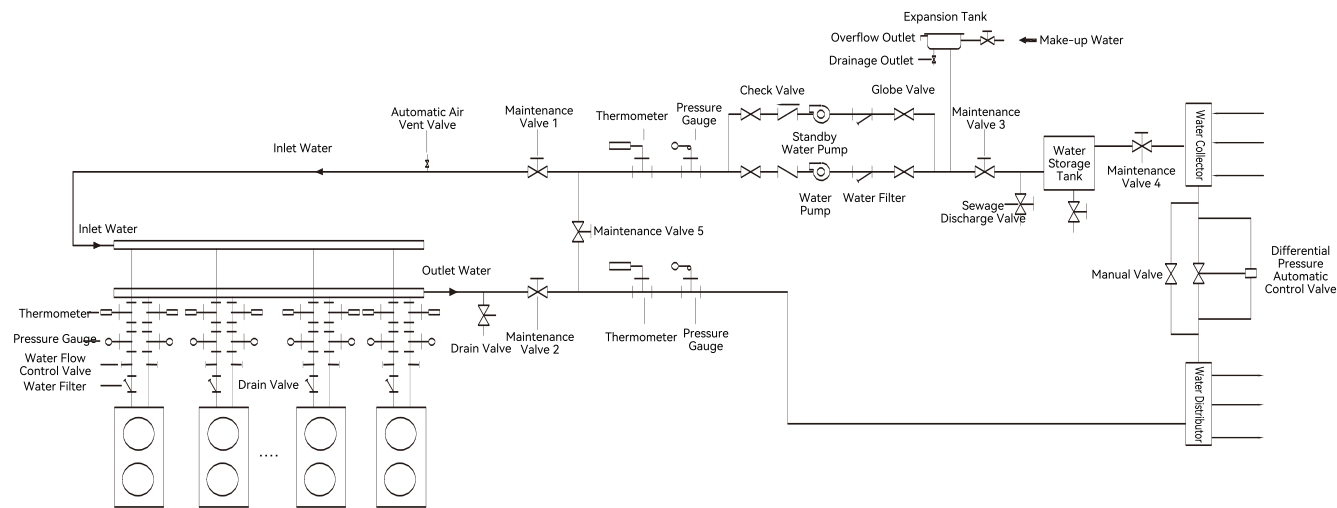 Expansion Tank
Overflow Outlet
Make-up Water
Drainage Outlet
Check Valve
Globe Valve
Automatic Air
Vent Valve
Maintenance
Valve 1
Thermometer
Pressure
Gauge
Maintenance
Valve 3
Standby
Water Pump
Inlet Water
Water
Storage
Tank
Water Collector
Maintenance
Valve 4
Water
Pump
Water Filter
Sewage
Discharge Valve
Inlet Water
Maintenance Valve 5
Outlet Water
Manual Valve
Differential
Pressure
Automatic
Control Valve
Thermometer
Pressure Gauge
Drain Valve
Maintenance
Valve 2
Thermometer
Pressure
Gauge
Water Flow
Control Valve
Water Filter
Drain Valve
Water Distributor
....